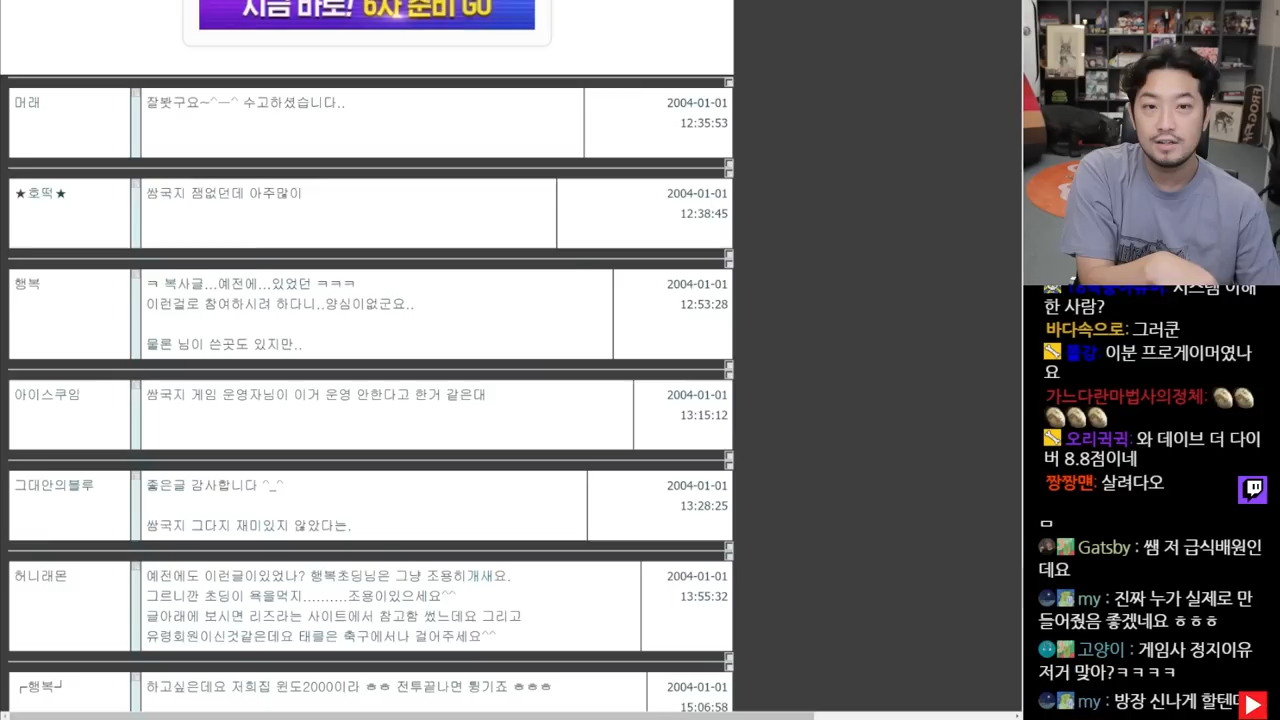 지금 바로! 6차 준비 GO
머래
잘봣구요~^ㅡ^ 수고하셨습니다..
2004-01-01
12:35:53
★호떡★
쌈국지 잼없던데 아주많이
2004-01-01
12:38:45
행복
ㅋ 복사글...예전에...있었던 ㅋㅋㅋ
이런걸로 참여하시려 하다니..양심이없군요..
물론 님이 쓴곳도 있지만..
2004-01-01
12:53:28
아이스쿠임
쌈국지 게임 운영자님이 이거 운영 안한다고 한거 같은대
2004-01-01
13:15:12
그대안의블루
좋은글 감사합니다 ^_^
쌈국지 그다지 재미있지 않았다는.
2004-01-01
13:28:25
허니래몬
예전에도 이런글이있었나? 행복초딩님은 그냥 조용히개새요.
그르니깐 초딩이 욕을먹지..........조용이있으세요^^
글아래에 보시면 리즈라는 사이트에서 참고함 썼느데요 그리고
유령회원이신것같은데요 태클은 축구에서나 걸어주세요^^
2004-01-01
13:55:32
┏행복┛
하고싶은데요 저희집 윈도2000이라 ㅎㅎ 전투끝나면 튕기죠 ㅎㅎㅎ
2004-01-01
15:06:58
시스템 이해
한 사람?
바다속으로: 그러쿤
이분 프로게이머였나
요
가느다란마법사의정체:
오리궉궉: 와 데이브 더 다이
버 8.8점이네
짱짱맨: 살려다오
ㅁ
Gatsby : 쌤 저 급식배원인
데요
my : 진짜 누가 실제로 만
들어줬음 좋겠네요 ㅎㅎㅎ
고양이 : 게임사 정지이유
저거 맞아?ㅋㅋㅋㅋ
my : 방장 신나게 할텐데
FROG